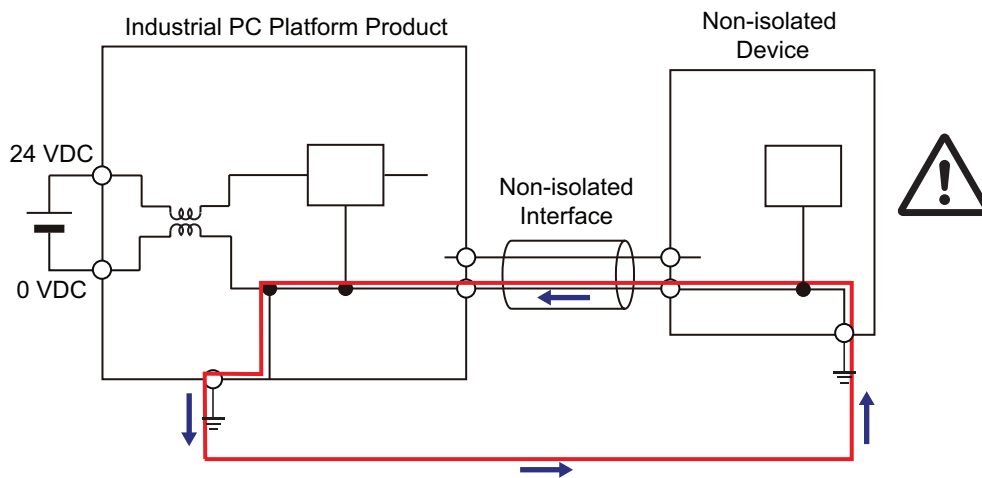 Industrial PC Platform Product
Non-isolated
Device
24 VDC
Non-isolated
Interface
0 VDC